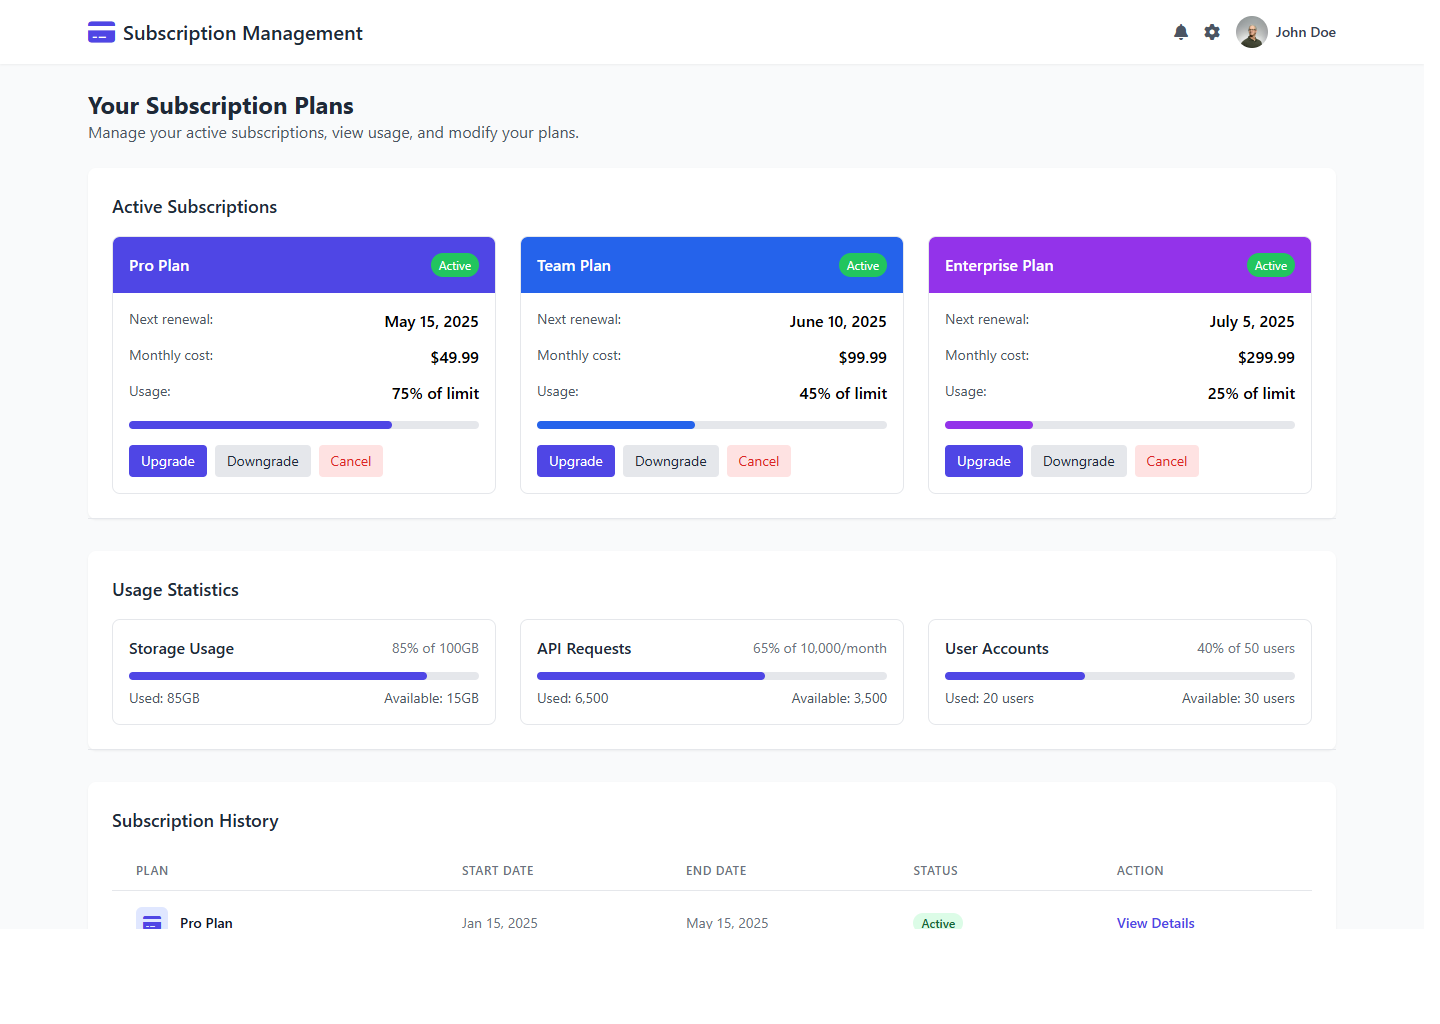 Subscription Management
John Doe
Your Subscription Plans
Manage your active subscriptions, view usage, and modify your plans.
Active Subscriptions
Pro Plan
Active
Next renewal:
May 15, 2025
Monthly cost:
$49.99
Usage:
75% of limit
Upgrade
Downgrade
Cancel
Team Plan
Active
Next renewal:
June 10, 2025
Monthly cost:
$99.99
Usage:
45% of limit
Upgrade
Downgrade
Cancel
Enterprise Plan
Active
Next renewal:
July 5, 2025
Monthly cost:
$299.99
Usage:
25% of limit
Upgrade
Downgrade
Cancel
Usage Statistics
Storage Usage
85% of 100GB
Used: 85GB
Available: 15GB
API Requests
65% of 10,000/month
Used: 6,500
Available: 3,500
User Accounts
40% of 50 users
Used: 20 users
Available: 30 users
Subscription History
PLAN
START DATE
END DATE
STATUS
ACTION
Pro Plan
Jan 15, 2025
May 15, 2025
Active
View Details